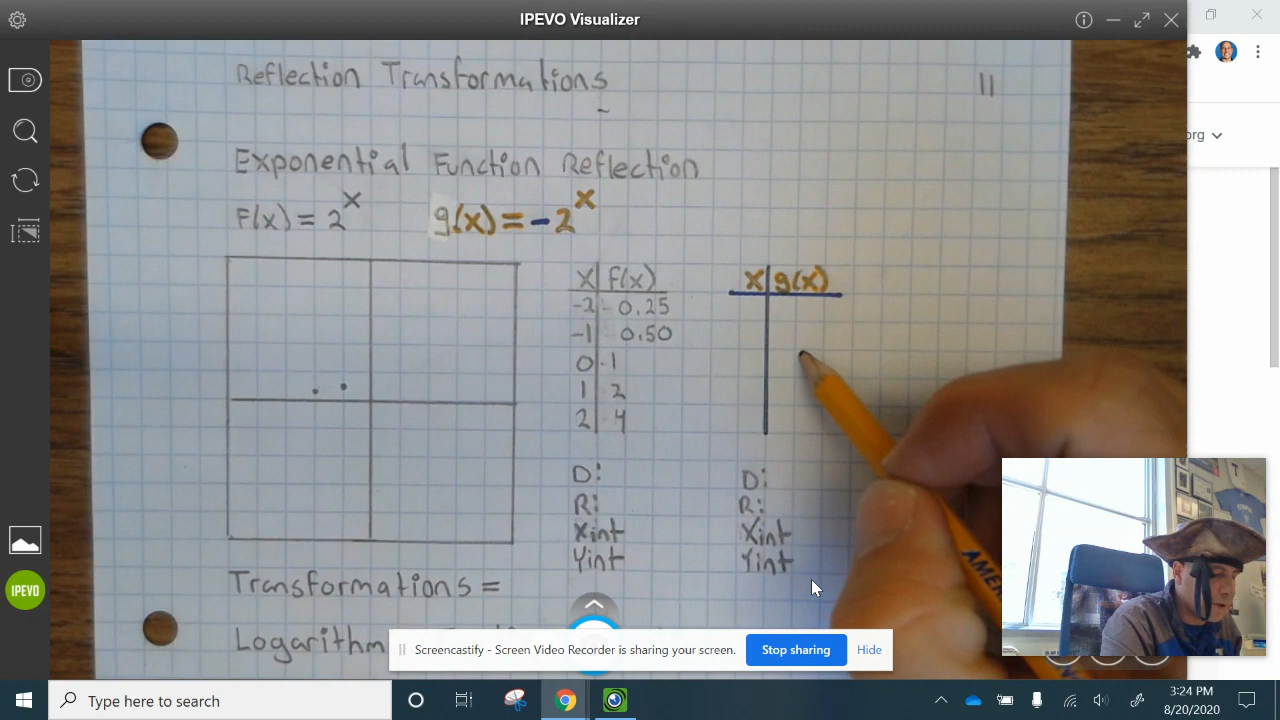 IPEVO Visualizer
Reflection Transformations
11
Exponential Function Reflection
F(x) = 2^x g(x) = -2^x
x f(x)
-2 0.25
-1 0.50
0 1
1 2
2 4
x g(x)
D:
R:
Xint
Yint
D:
R:
Xint
Yint
Transformations =
Logarithm
Screencastify - Screen Video Recorder is sharing your screen.
Stop sharing
Hide
org
IPEVO
AMER
Type here to search
3:24 PM
8/20/2020